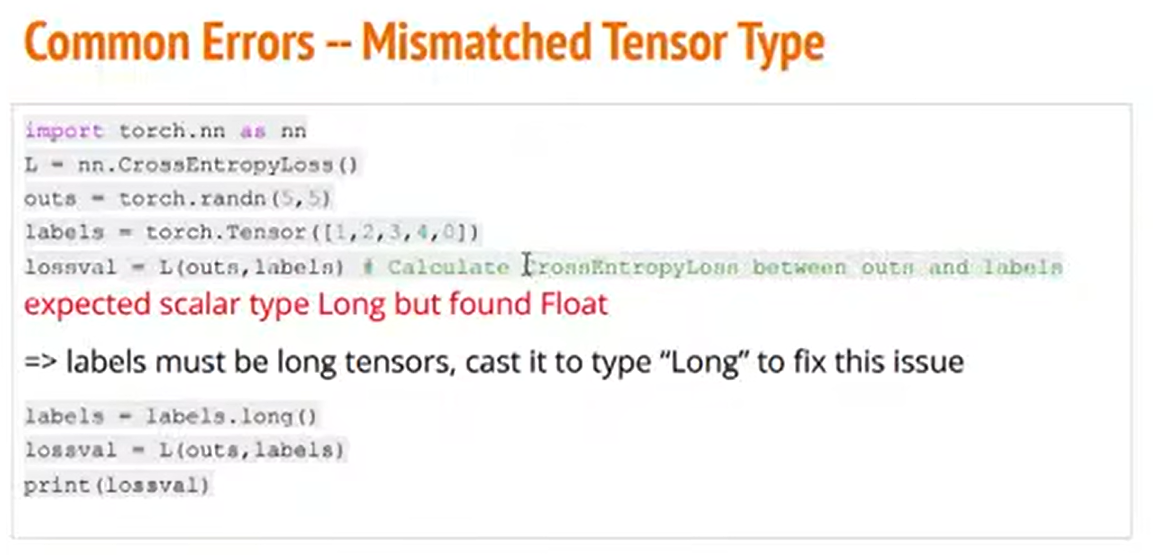 Common Errors -- Mismatched Tensor Type
import torch.nn as nn
L = nn.CrossEntropyLoss()
outs = torch.randn(5,5)
labels = torch.Tensor([1,2,3,4,0])
lossval = L(outs,labels) # Calculate CrossEntropyLoss between outs and labels
expected scalar type Long but found Float
=> labels must be long tensors, cast it to type “Long” to fix this issue
labels = labels.long()
lossval = L(outs,labels)
print(lossval)